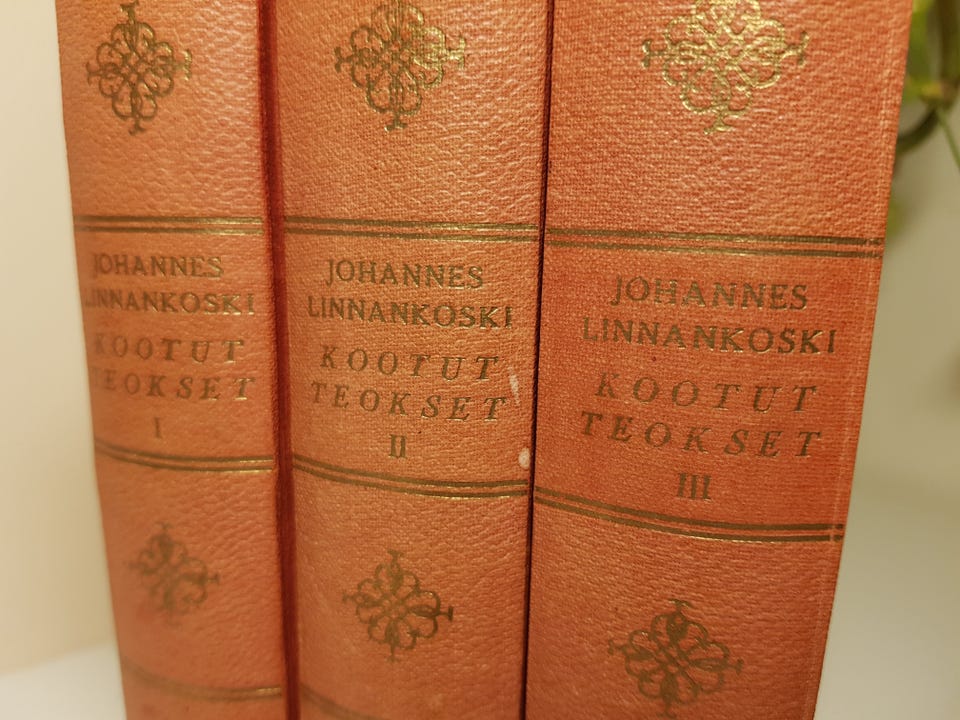 JOHANNES
LINNANKOSKI
KOOTUT
TEOKSET
I
JOHANNES
LINNANKOSKI
KOOTUT
TEOKSET
II
JOHANNES
LINNANKOSKI
KOOTUT
TEOKSET
III